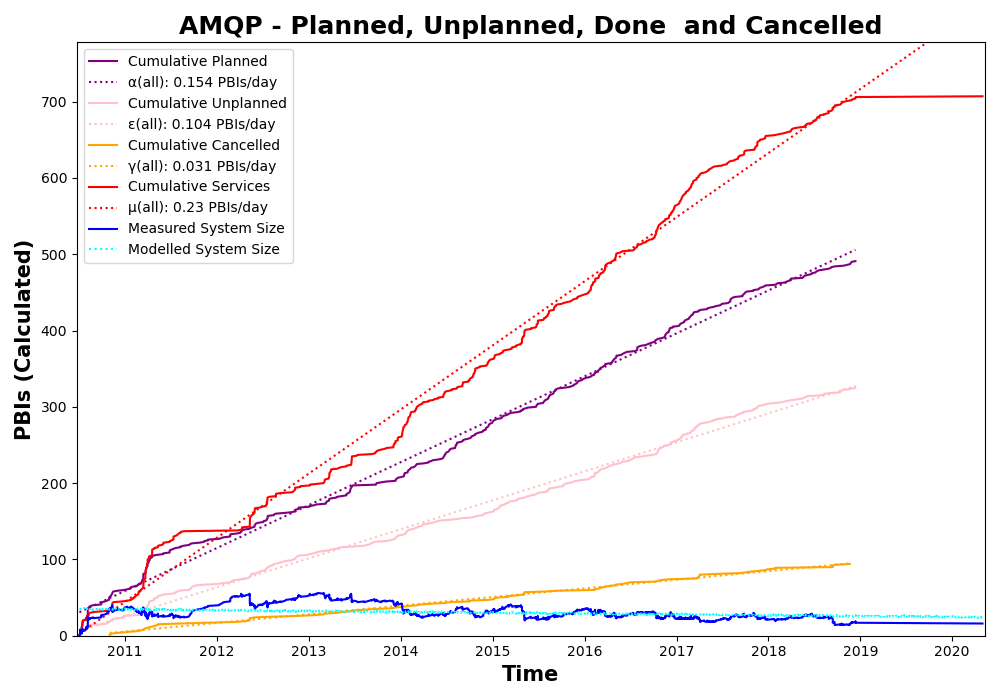 AMQP - Planned, Unplanned, Done  and Cancelled
Cumulative Planned
α(all): 0.154 PBIs/day
Cumulative Unplanned
ε(all): 0.104 PBIs/day
Cumulative Cancelled
γ(all): 0.031 PBIs/day
Cumulative Services
μ(all): 0.23 PBIs/day
Measured System Size
Modelled System Size
PBIs (Calculated)
700
600
500
400
300
200
100
0
2011 2012 2013 2014 2015 2016 2017 2018 2019 2020
Time